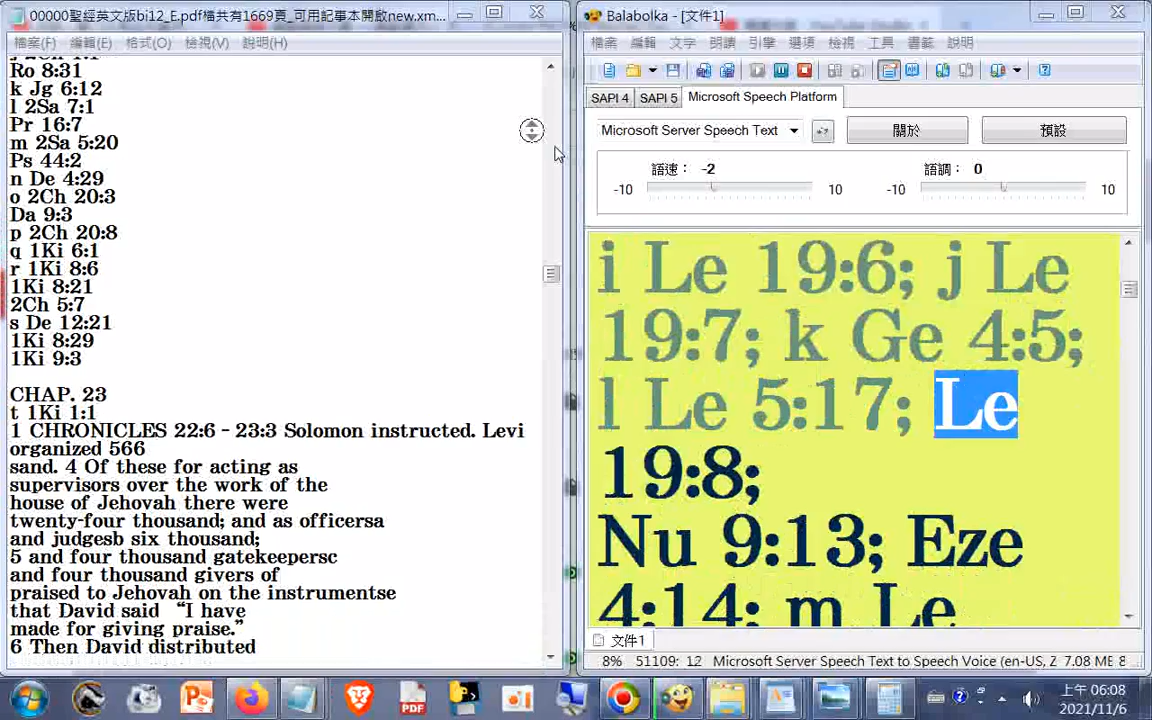 00000聖經英文版bi12_E.pdf檔共有1669頁_可用記事本開啟new.xm...
檔案(F) 編輯(E) 格式(O) 檢視(V) 說明(H)
Ro 8:31
k Jg 6:12
l 2Sa 7:1
Pr 16:7
m 2Sa 5:20
Ps 44:2
n De 4:29
o 2Ch 20:3
Da 9:3
p 2Ch 20:8
q 1Ki 6:1
r 1Ki 8:6
1Ki 8:21
2Ch 5:7
s De 12:21
1Ki 8:29
1Ki 9:3
CHAP. 23
t 1Ki 1:1
1 CHRONICLES 22:6 - 23:3 Solomon instructed. Levi
organized 566
sand. 4 Of these for acting as
supervisors over the work of the
house of Jehovah there were
twenty-four thousand; and as officersa
and judgesb six thousand;
5 and four thousand gatekeepersc
and four thousand givers of
praised to Jehovah on the instrumentse
that David said “I have
made for giving praise.”
6 Then David distributed
Balabolka - [文件1]
檔案 編輯 文字 朗讀 引擎 選項 檢視 工具 書籤 說明
SAPI 4 SAPI 5 Microsoft Speech Platform
Microsoft Server Speech Text 關於 預設
語速： -2 語調： 0
-10 10 -10 10
i Le 19:6; j Le
19:7; k Ge 4:5;
l Le 5:17; Le
19:8;
Nu 9:13; Eze
4:14; m Le
文件1
8% 51109: 12 Microsoft Server Speech Text to Speech Voice (en-US, Z 7.08 MB 8
PDF
上午 06:08
2021/11/6